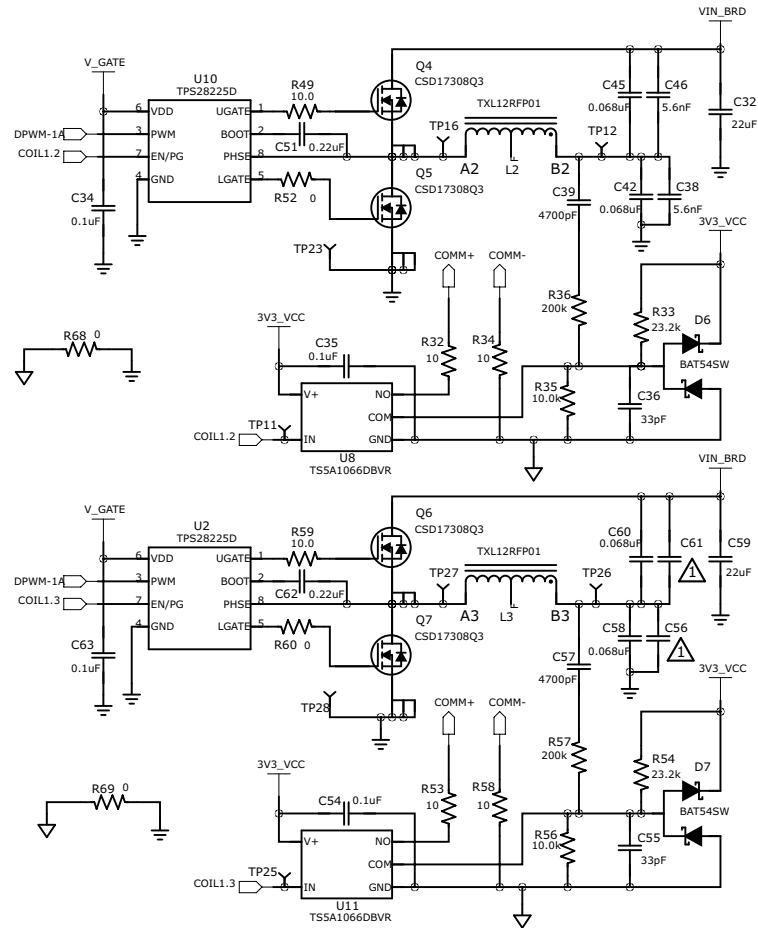 VIN_BRD
V_GATE
U10
TPS28225D
Q4
CSD17308Q3
R49
10.0
6 VDD UGATE 1
DPWM-1A 3 PWM BOOT 2
COIL1.2 7 EN/PG PHSE 8
4 GND LGATE 5
C51 0.22uF
R52 0
C34
0.1uF
Q5
CSD17308Q3
TP16
TXL12RFP01
A2 L2 B2
TP12
C45
0.068uF
C46
5.6nF
C32
22uF
C39
4700pF
C42
0.068uF
C38
5.6nF
TP23
COMM+
COMM-
3V3_VCC
R36
200k
R33
23.2k
D6
BAT54SW
R68 0
3V3_VCC
C35
0.1uF
R32
10
R34
10
R35
10.0k
C36
33pF
V+ NO
COM
TP11
COIL1.2 IN GND
U8
TS5A1066DBVR
VIN_BRD
V_GATE
U2
TPS28225D
Q6
CSD17308Q3
R59
10.0
6 VDD UGATE 1
DPWM-1A 3 PWM BOOT 2
COIL1.3 7 EN/PG PHSE 8
4 GND LGATE 5
C62 0.22uF
R60 0
C63
0.1uF
Q7
CSD17308Q3
TP27
TXL12RFP01
A3 L3 B3
TP26
C60
0.068uF
C61
1
C59
22uF
C57
4700pF
C58
0.068uF
C56
1
TP28
COMM+
COMM-
3V3_VCC
R57
200k
R54
23.2k
D7
BAT54SW
R69 0
3V3_VCC
C54
0.1uF
R53
10
R58
10
R56
10.0k
C55
33pF
V+ NO
COM
TP25
COIL1.3 IN GND
U11
TS5A1066DBVR